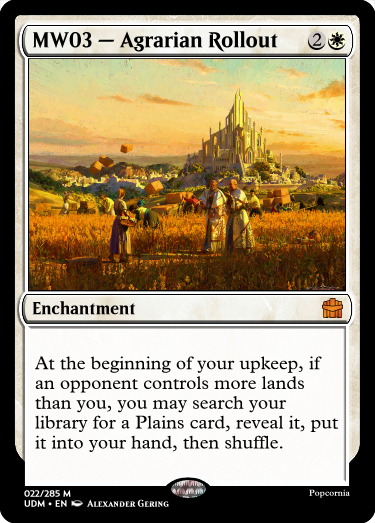 MW03 — Agrarian Rollout 2
Enchantment
At the beginning of your upkeep, if
an opponent controls more lands
than you, you may search your
library for a Plains card, reveal it, put
it into your hand, then shuffle.
022/285 M
Popcornia
UDM • EN Alexander Gering